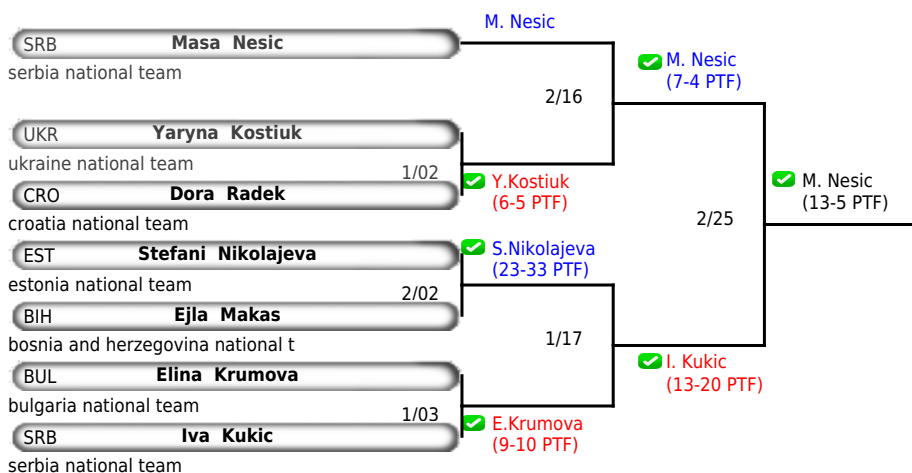 M. Nesic
SRB Masa Nesic
serbia national team
M. Nesic
(7-4 PTF)
2/16
UKR Yaryna Kostiuk
ukraine national team
1/02
CRO Dora Radek
croatia national team
Y.Kostiuk
(6-5 PTF)
M. Nesic
(13-5 PTF)
2/25
EST Stefani Nikolajeva
estonia national team
S.Nikolajeva
(23-33 PTF)
2/02
BIH Ejla Makas
bosnia and herzegovina national t
1/17
I. Kukic
(13-20 PTF)
BUL Elina Krumova
bulgaria national team
1/03
SRB Iva Kukic
serbia national team
E.Krumova
(9-10 PTF)